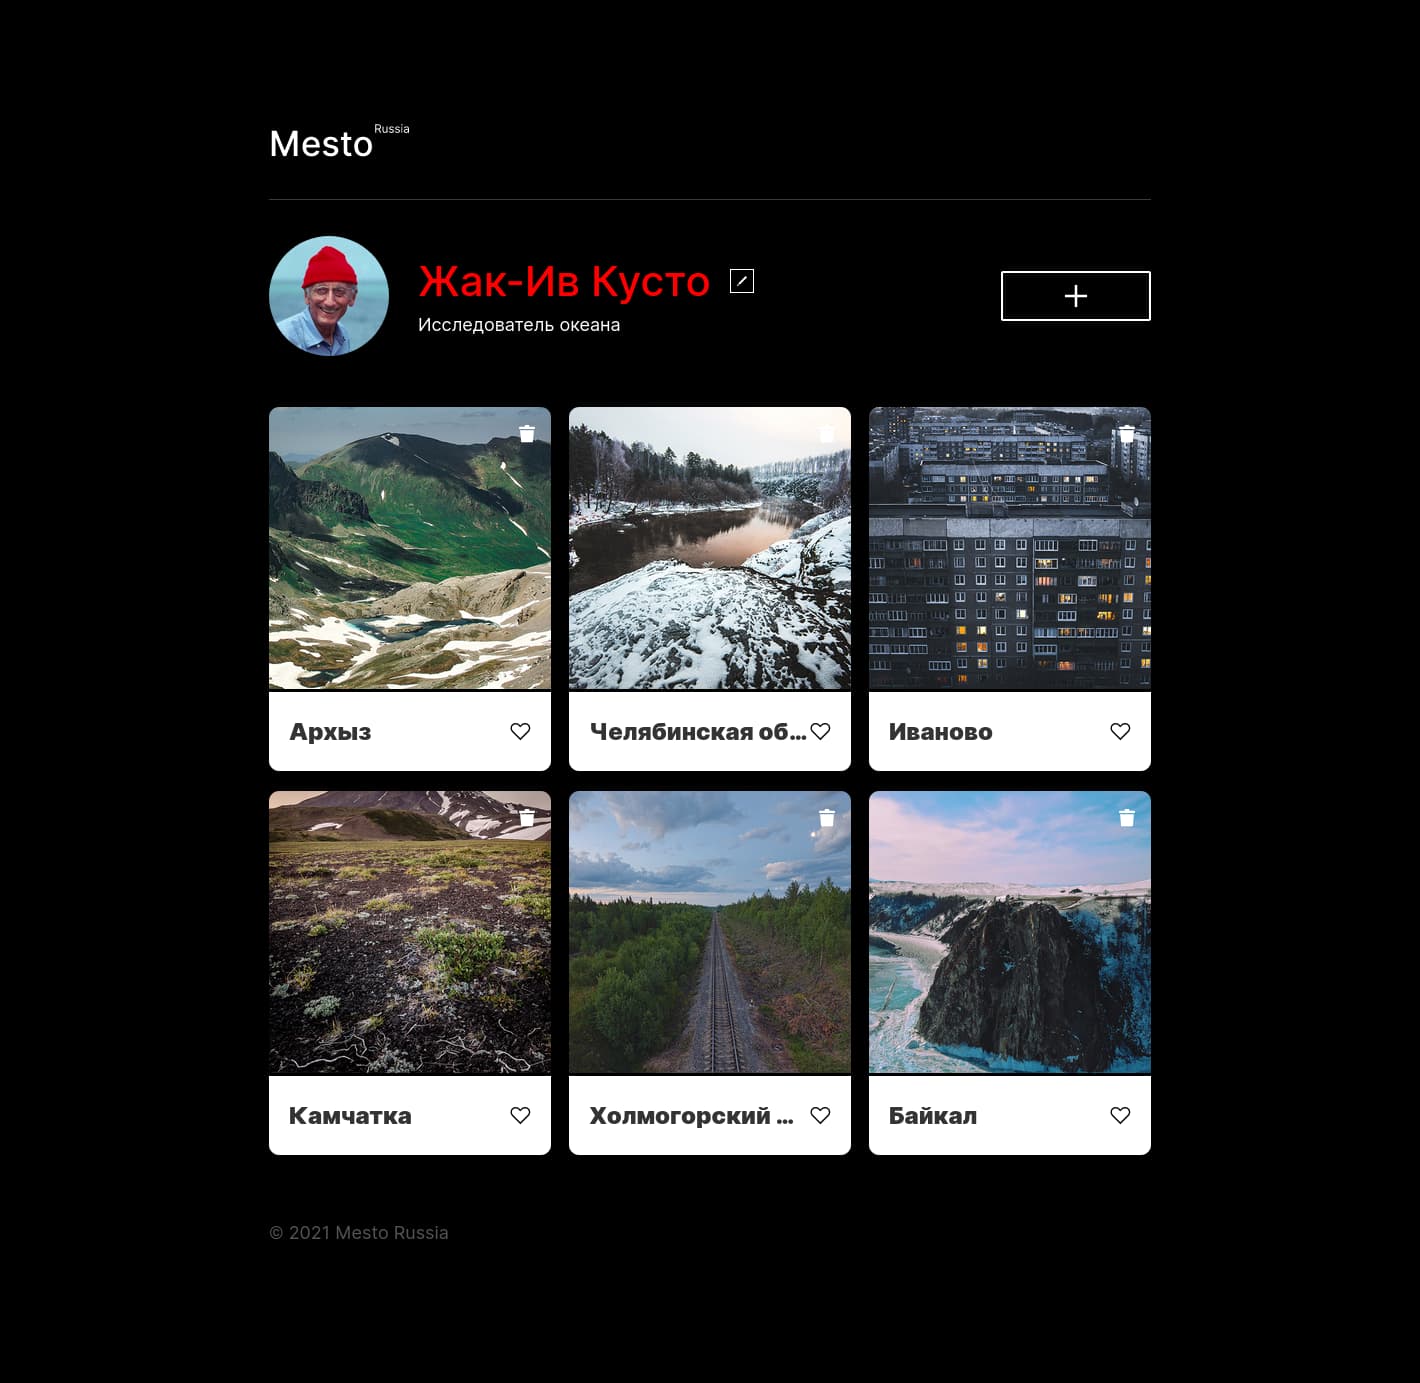 Mesto Russia
Жак-Ив Кусто
Исследователь океана
Архыз
Челябинская об...
Иваново
Камчатка
Холмогорский ...
Байкал
© 2021 Mesto Russia